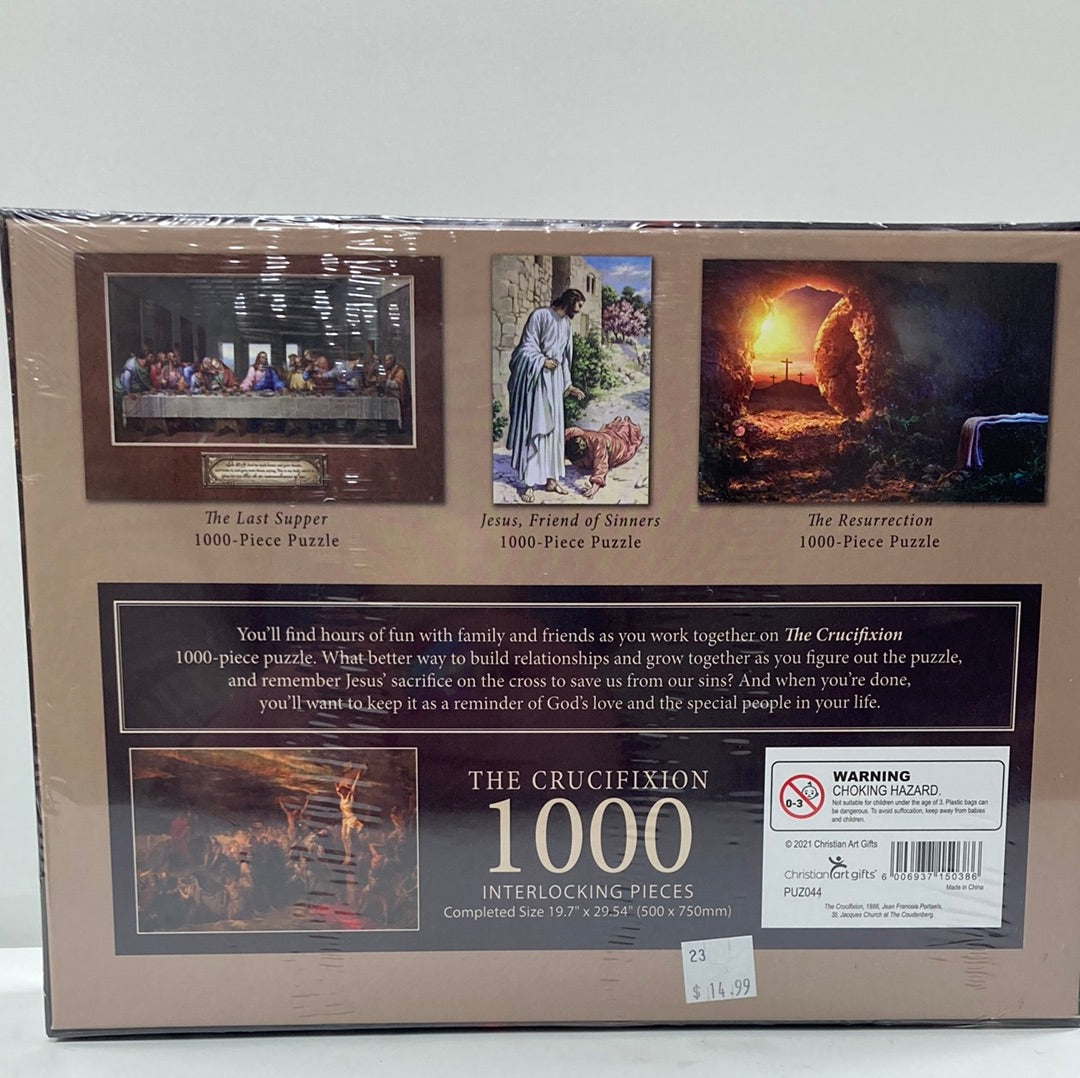 The Last Supper
1000-Piece Puzzle
Jesus, Friend of Sinners
1000-Piece Puzzle
The Resurrection
1000-Piece Puzzle
You'll find hours of fun with family and friends as you work together on The Crucifixion
1000-piece puzzle. What better way to build relationships and grow together as you figure out the puzzle,
and remember Jesus' sacrifice on the cross to save us from our sins? And when you're done,
you'll want to keep it as a reminder of God's love and the special people in your life.
THE CRUCIFIXION
1000
INTERLOCKING PIECES
Completed Size 19.7" x 29.54" (500 x 750mm)
0-3
WARNING
CHOKING HAZARD.
Not suitable for children under the age of 3. Plastic bags can
be dangerous. To avoid suffocation, keep away from babies
and children.
© 2021 Christian Art Gifts
Christian art gifts®
PUZ044
6 006937 150386
Made in China
The Crucifixion, 1886, Jean Francois Portaels,
St. Jacques Church at The Coudenberg.
23
$ 14.99